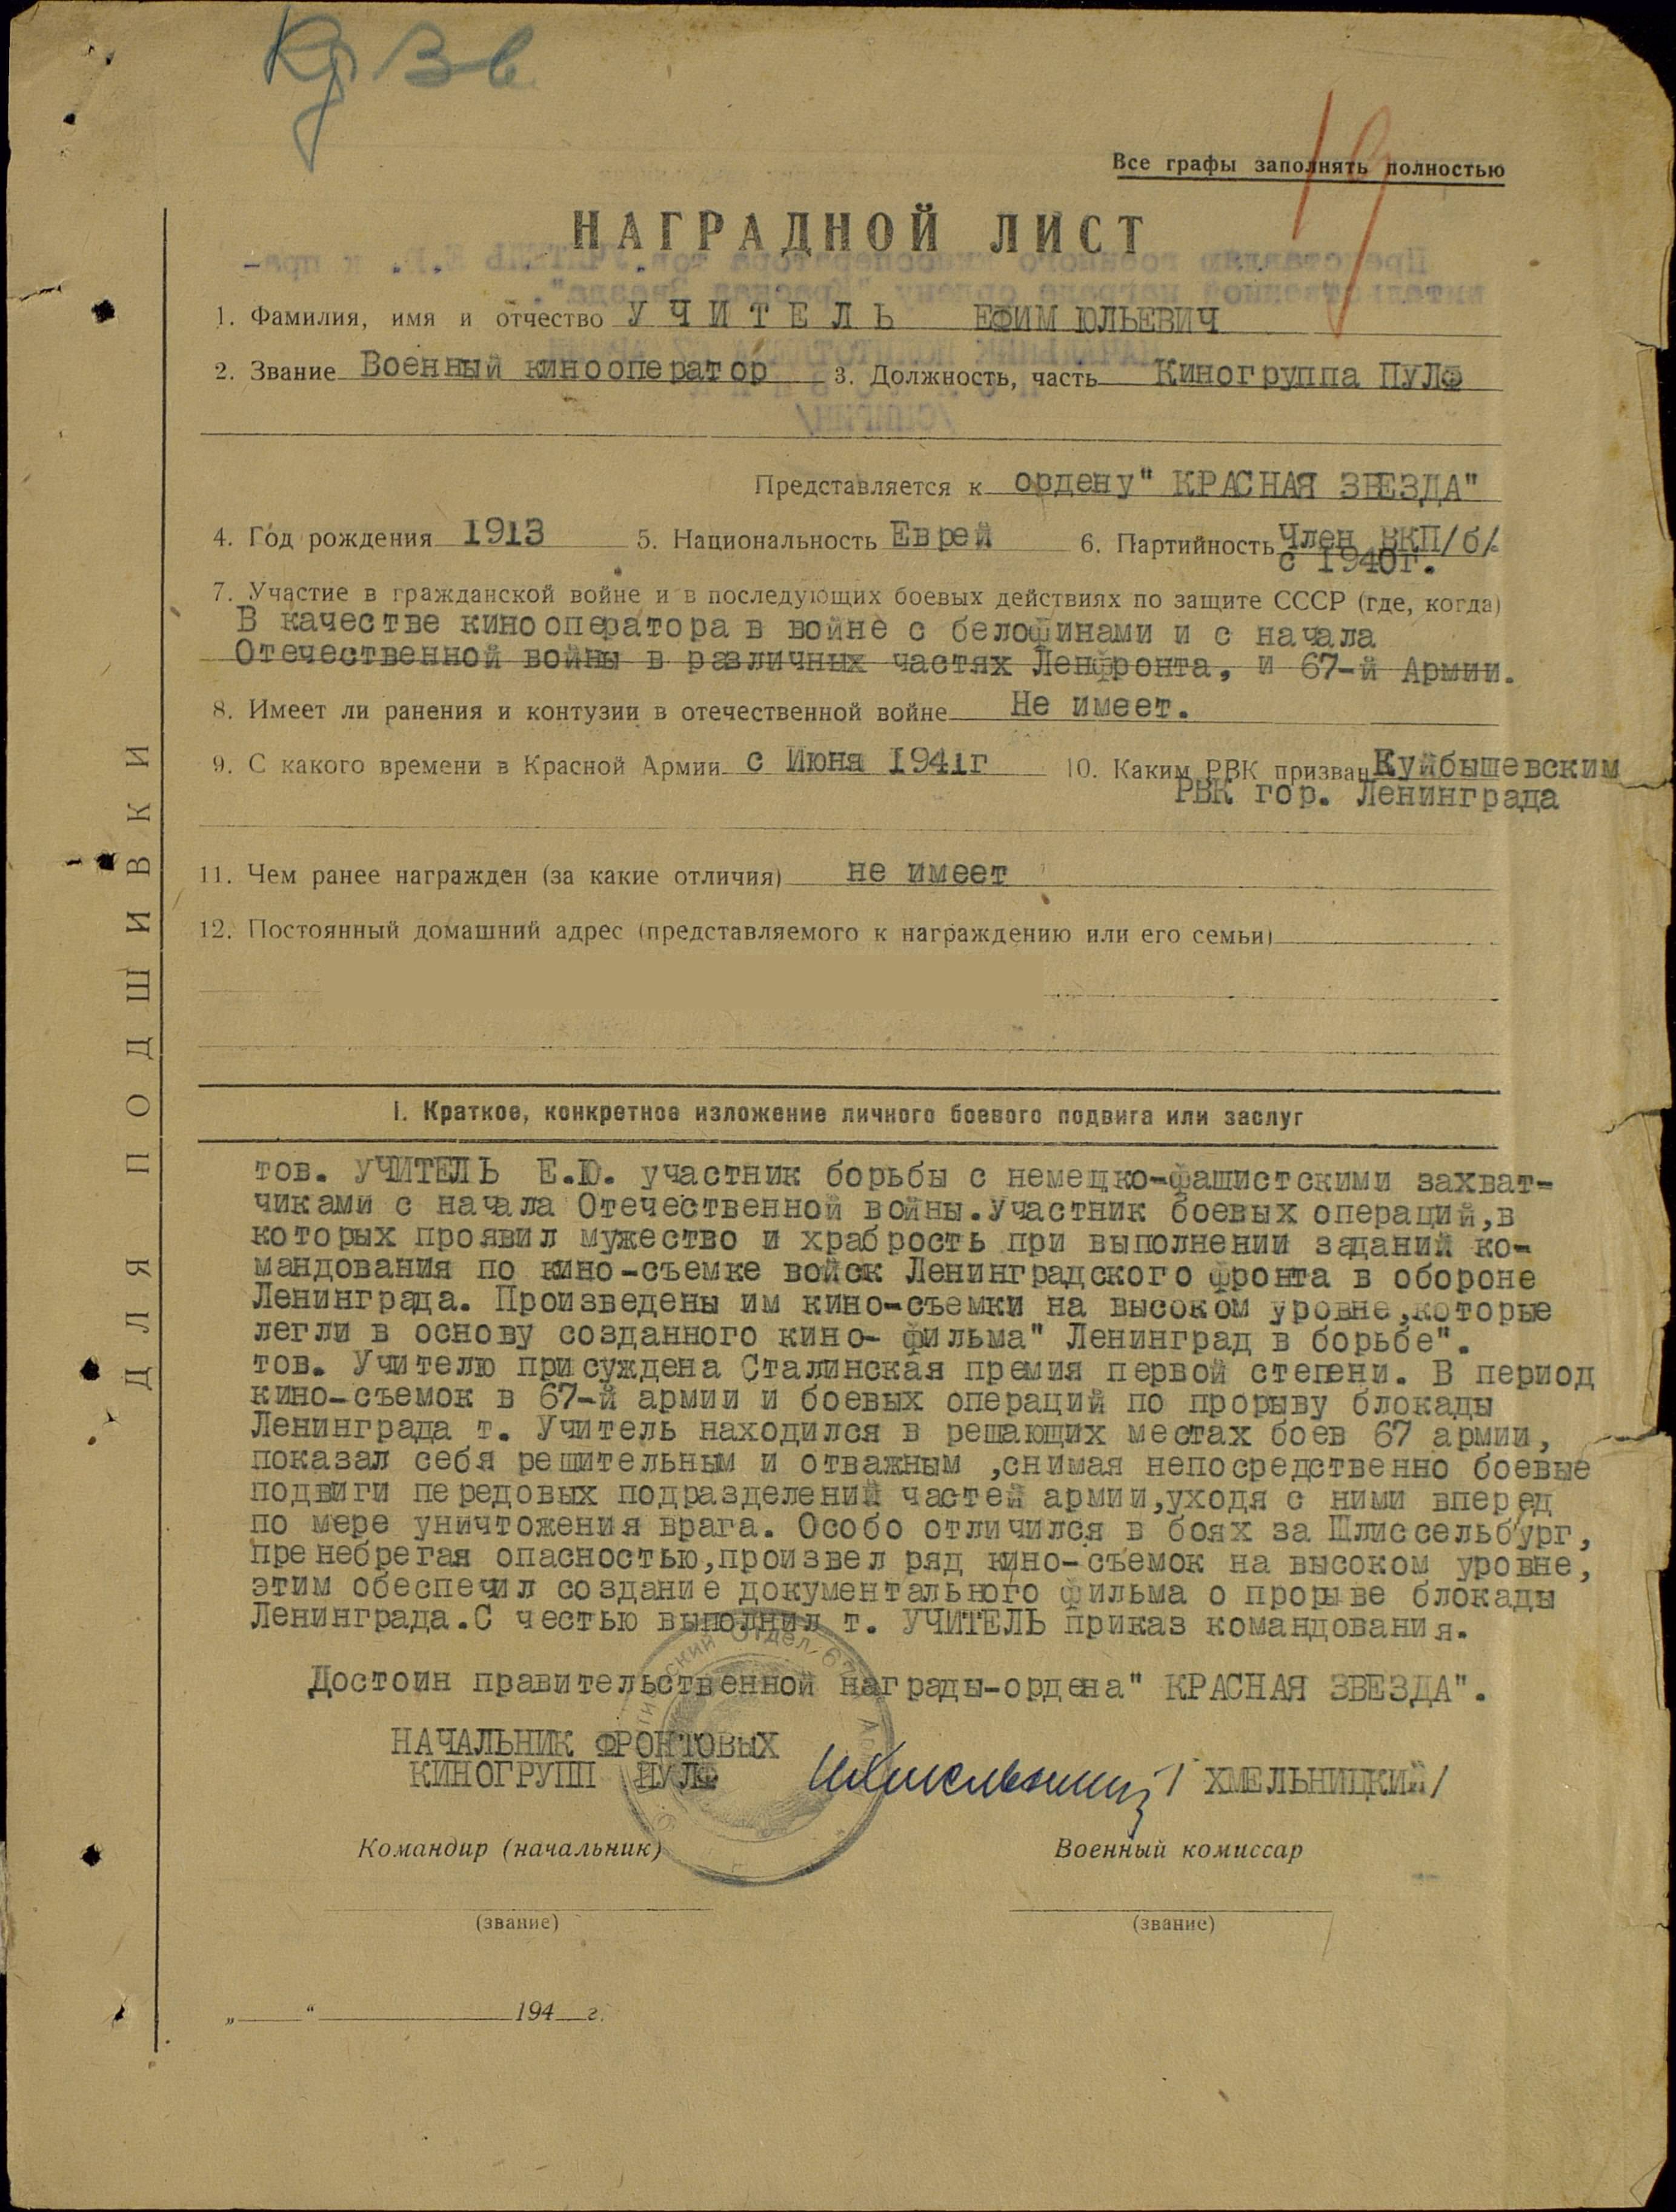 Кр Зв
19
Все графы заполнять полностью
НАГРАДНОЙ ЛИСТ
1. Фамилия, имя и отчество УЧИТЕЛЬ ЕФИМ ЮЛЬЕВИЧ
2. Звание Военный кинооператор 3. Должность, часть Киногруппа ПУЛФ
Представляется к ордену" КРАСНАЯ ЗВЕЗДА"
4. Год рождения 1913 5. Национальность Еврей 6. Партийность Член ВКП/б/.
с 1940г.
7. Участие в гражданской войне и в последующих боевых действиях по защите СССР (где, когда)
В качестве кинооператора в войне с белофинами и с начала
Отечественной войны в различных частях Ленфронта, и 67-й Армии.
8. Имеет ли ранения и контузии в отечественной войне Не имеет.
9. С какого времени в Красной Армии с Июня 1941г 10. Каким РВК призван Куйбышевским
РВК гор. Ленинграда
11. Чем ранее награжден (за какие отличия) не имеет
12. Постоянный домашний адрес (представляемого к награждению или его семьи)
ДЛЯ ПОДШИВКИ
I. Краткое, конкретное изложение личного боевого подвига или заслуг
тов. УЧИТЕЛЬ Е.Ю. участник борьбы с немецко-фашистскими захват-
чиками с начала Отечественной войны.Участник боевых операций,в
которых проявил мужество и храбрость при выполнении заданий ко-
мандования по кино-съемке войск Ленинградского фронта в обороне
Ленинграда. Произведены им кино-съемки на высоком уровне,которые
легли в основу созданного кино- фильма" Ленинград в борьбе".
тов. Учителю присуждена Сталинская премия первой степени. В период
кино-съемок в 67-й армии и боевых операций по прорыву блокады
Ленинграда т. Учитель находился в решающих местах боев 67 армии,
показал себя решительным и отважным ,снимая непосредственно боевые
подвиги передовых подразделений частей армии,уходя с ними вперед
по мере уничтожения врага. Особо отличился в боях за Шлиссельбург,
пренебрегая опасностью,произвел ряд кино-съемок на высоком уровне,
этим обеспечил создание документального фильма о прорыве блокады
Ленинграда.С честью выполнил т. УЧИТЕЛЬ приказ командования.
Достоин правительственной награды-ордена" КРАСНАЯ ЗВЕЗДА".
НАЧАЛЬНИК ФРОНТОВЫХ
КИНОГРУПП ПУЛФ /ХМЕЛЬНИЦКИЙ/
Командир (начальник) Военный комиссар
(звание) (звание)
„ “ 194 г.